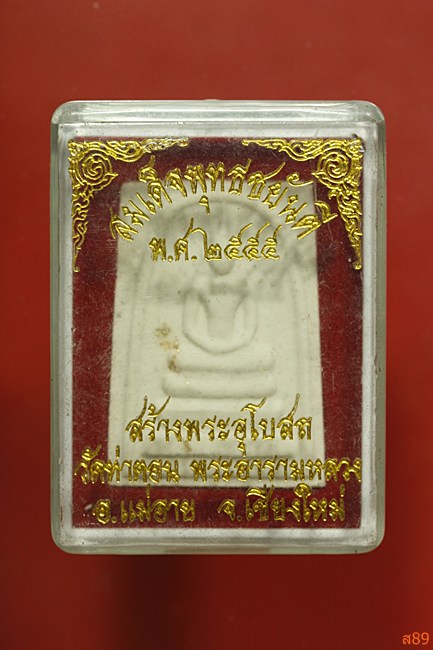 สมเด็จพุทธชยันตี
พ.ศ.๒๕๕๕
สร้างพระอุโบสถ
วัดท่าตอน พระอารามหลวง
อ.แม่อาย จ.เชียงใหม่
ส89